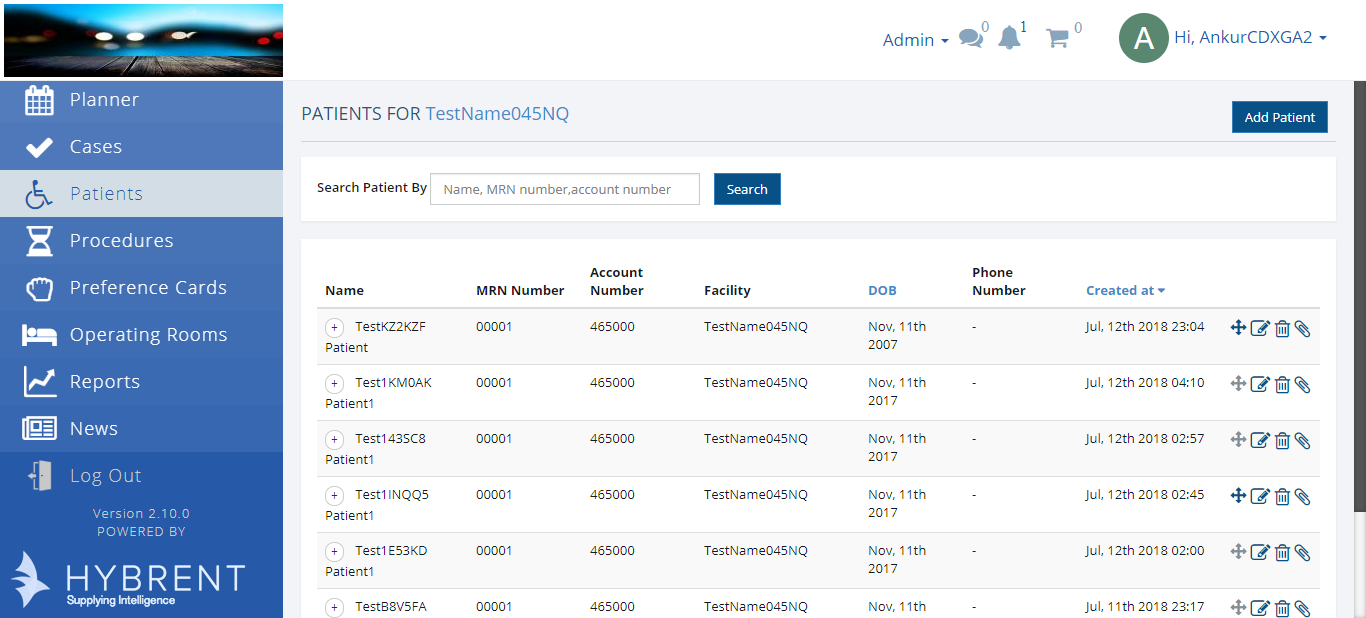 Admin
0
1
0
A
Hi, AnkurCDXGA2
Planner
Cases
Patients
Procedures
Preference Cards
Operating Rooms
Reports
News
Log Out
Version 2.10.0
POWERED BY
HYBRENT
Supplying Intelligence
PATIENTS FOR TestName045NQ
Add Patient
Search Patient By
Name, MRN number,account number
Search
Name MRN Number Account Number Facility DOB Phone Number Created at
+ TestKZ2KZF Patient 00001 465000 TestName045NQ Nov, 11th 2007 - Jul, 12th 2018 23:04
+ Test1KM0AK Patient1 00001 465000 TestName045NQ Nov, 11th 2017 - Jul, 12th 2018 04:10
+ Test143SC8 Patient1 00001 465000 TestName045NQ Nov, 11th 2017 - Jul, 12th 2018 02:57
+ Test1INQQ5 Patient1 00001 465000 TestName045NQ Nov, 11th 2017 - Jul, 12th 2018 02:45
+ Test1E53KD Patient1 00001 465000 TestName045NQ Nov, 11th 2017 - Jul, 12th 2018 02:00
+ TestB8V5FA 00001 465000 TestName045NQ Nov, 11th - Jul, 11th 2018 23:17